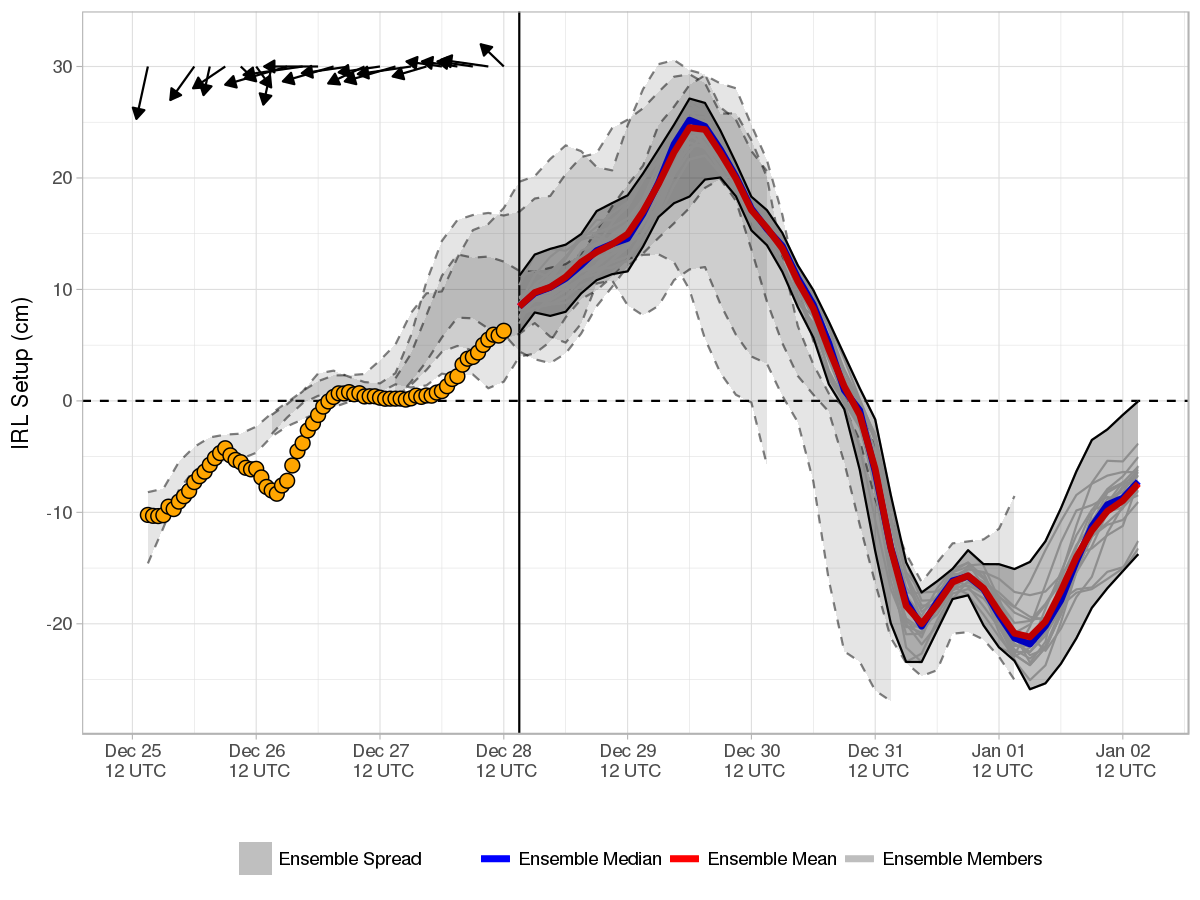 IRL Setup (cm)
30
20
10
0
-10
-20
Dec 25 Dec 26 Dec 27 Dec 28 Dec 29 Dec 30 Dec 31 Jan 01 Jan 02
12 UTC 12 UTC 12 UTC 12 UTC 12 UTC 12 UTC 12 UTC 12 UTC 12 UTC
Ensemble Spread Ensemble Median Ensemble Mean Ensemble Members